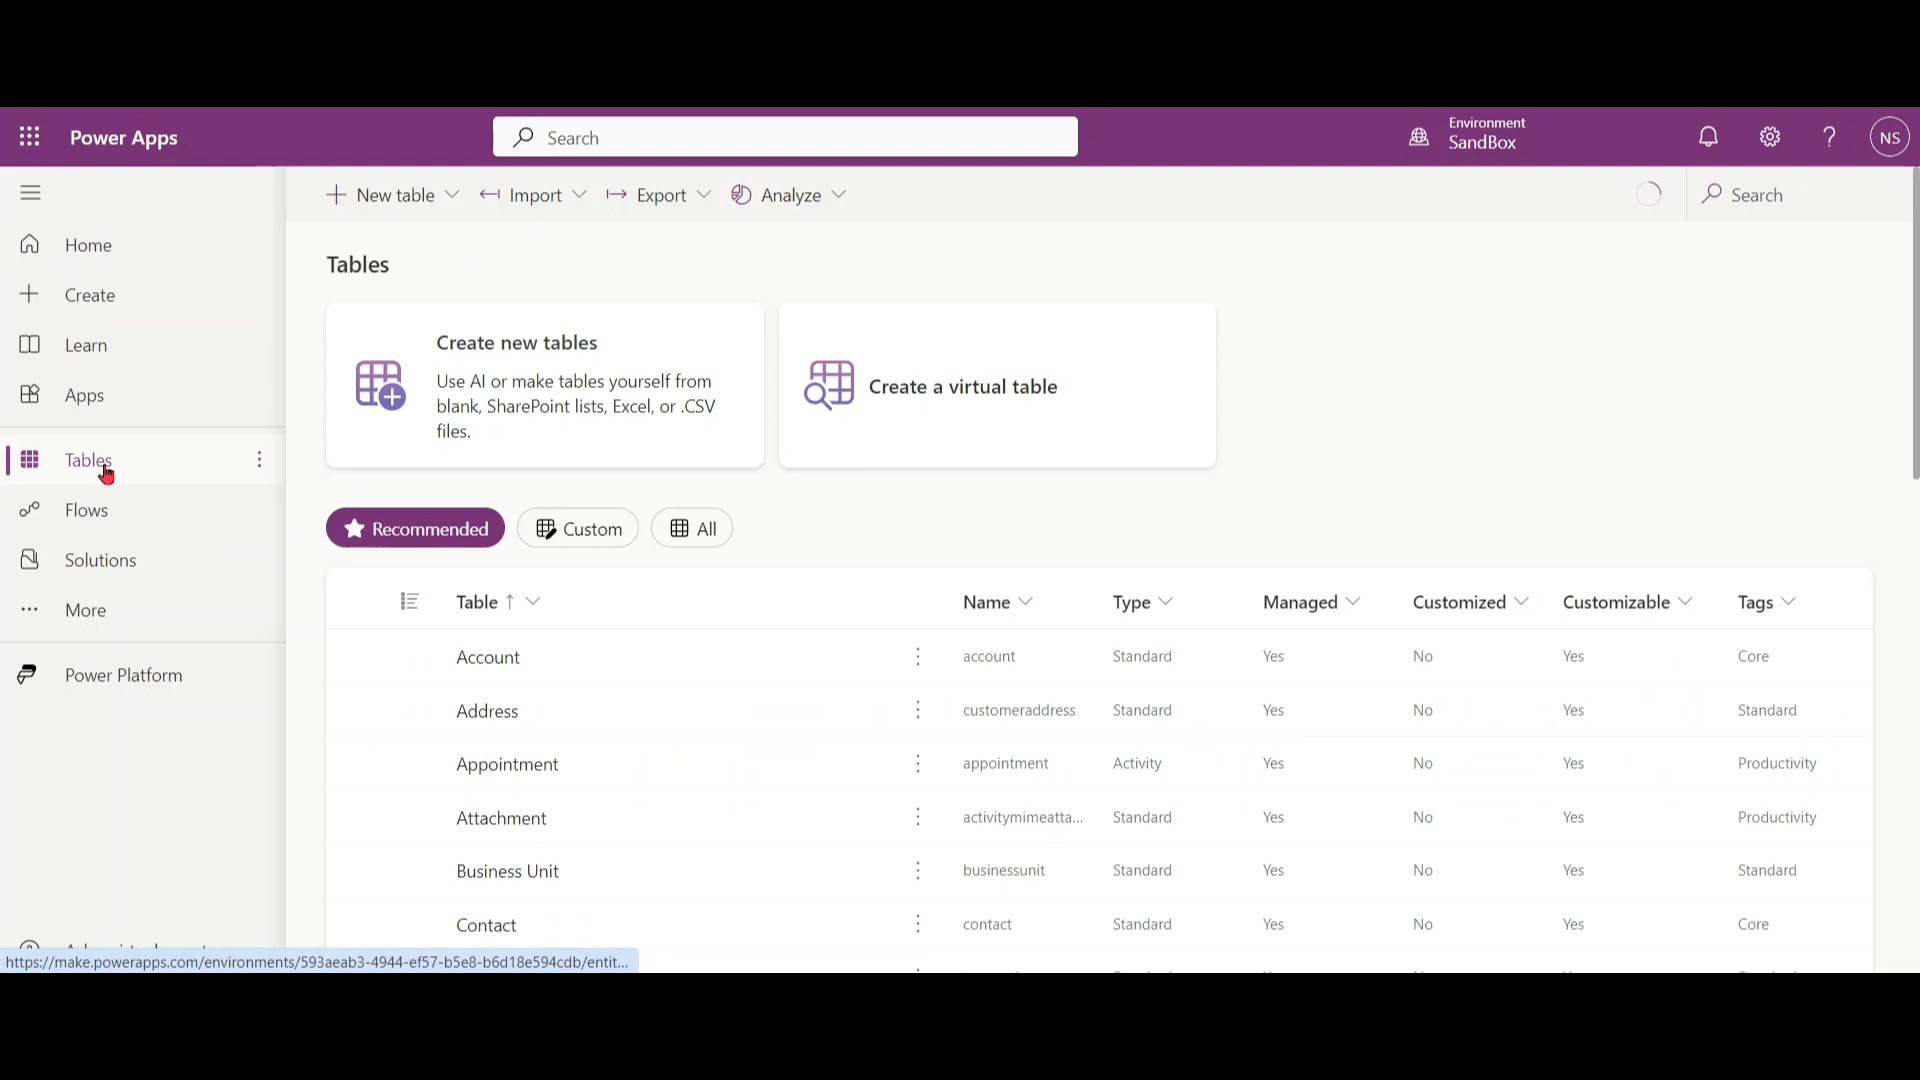 Power Apps
Search
Environment
SandBox
NS
New table
Import
Export
Analyze
Search
Home
Create
Learn
Apps
Tables
Flows
Solutions
More
Power Platform
Tables
Create new tables
Use AI or make tables yourself from
blank, SharePoint lists, Excel, or .CSV
files.
Create a virtual table
Recommended
Custom
All
Table ↑ Name Type Managed Customized Customizable Tags
Account account Standard Yes No Yes Core
Address customeraddress Standard Yes No Yes Standard
Appointment appointment Activity Yes No Yes Productivity
Attachment activitymimeatta... Standard Yes No Yes Productivity
Business Unit businessunit Standard Yes No Yes Standard
Contact contact Standard Yes No Yes Core
https://make.powerapps.com/environments/593aeab3-4944-ef57-b5e8-b6d18e594cdb/entit...